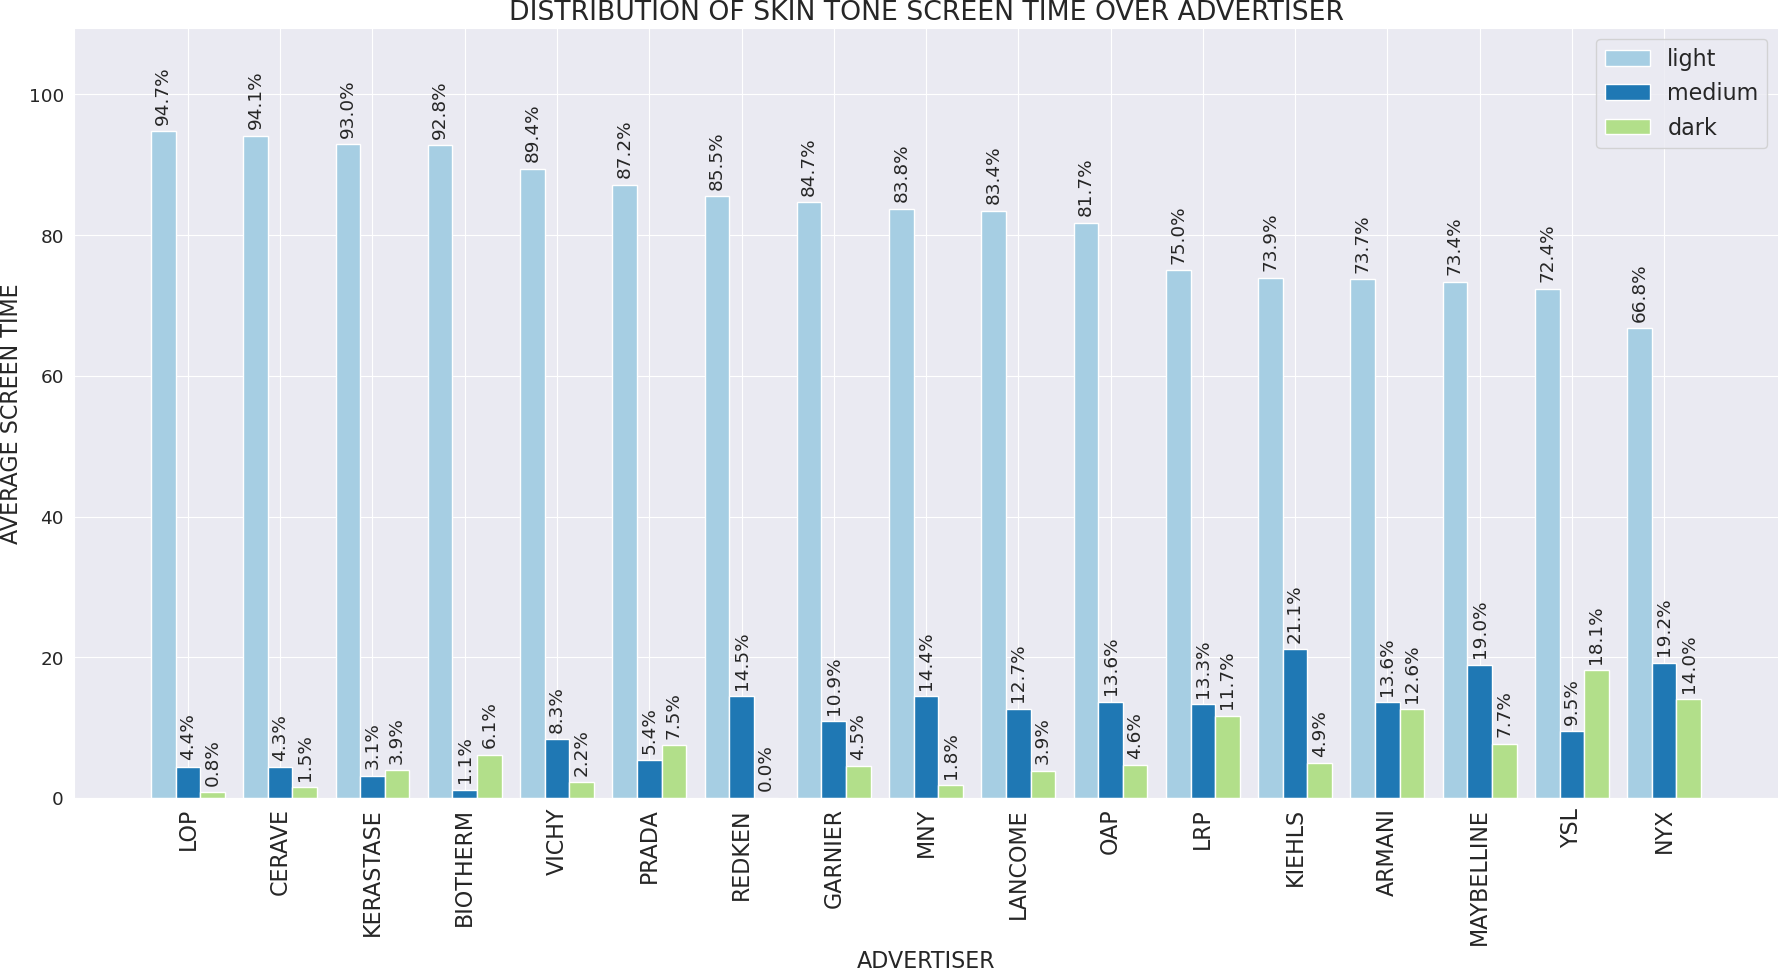 DISTRIBUTION OF SKIN TONE SCREEN TIME OVER ADVERTISER
light
medium
dark
AVERAGE SCREEN TIME
100
80
60
40
20
0
94.7% 4.4% 0.8%
94.1% 4.3% 1.5%
93.0% 3.1% 3.9%
92.8% 1.1% 6.1%
89.4% 8.3% 2.2%
87.2% 5.4% 7.5%
85.5% 14.5% 0.0%
84.7% 10.9% 4.5%
83.8% 14.4% 1.8%
83.4% 12.7% 3.9%
81.7% 13.6% 4.6%
75.0% 13.3% 11.7%
73.9% 21.1% 4.9%
73.7% 13.6% 12.6%
73.4% 19.0% 7.7%
72.4% 9.5% 18.1%
66.8% 19.2% 14.0%
LOP
CERAVE
KERASTASE
BIOTHERM
VICHY
PRADA
REDKEN
GARNIER
MNY
LANCOME
OAP
LRP
KIEHLS
ARMANI
MAYBELLINE
YSL
NYX
ADVERTISER